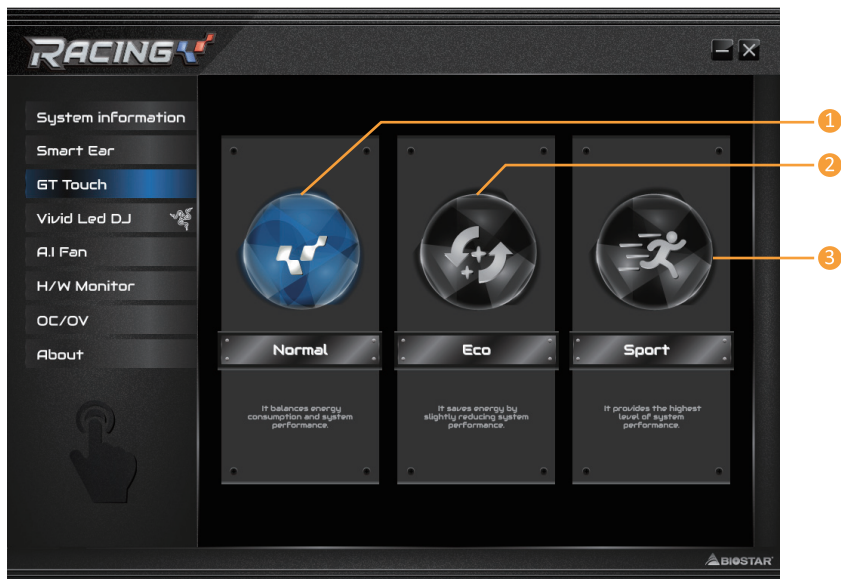 RACING
System information
Smart Ear
GT Touch
Vivid Led DJ
A.I Fan
H/W Monitor
OC/OV
About
1
2
3
Normal
It balances energy
consumption and system
performance.
Eco
It saves energy by
slightly reducing system
performance.
Sport
It provides the highest
level of system
performance.
BIOSTAR